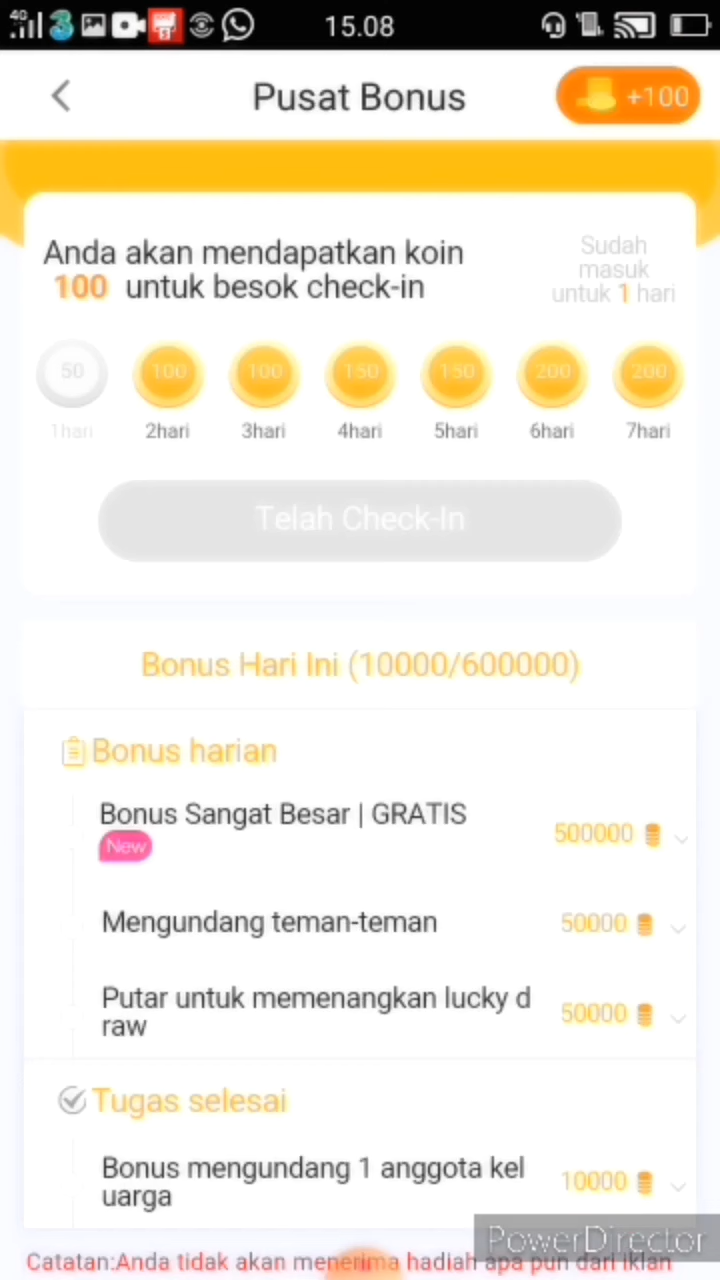 4G 15.08
Pusat Bonus
+100
Anda akan mendapatkan koin
100 untuk besok check-in
Sudah
masuk
untuk 1 hari
50 100 100 150 150 200 200
1hari 2hari 3hari 4hari 5hari 6hari 7hari
Telah Check-In
Bonus Hari Ini (10000/600000)
Bonus harian
Bonus Sangat Besar | GRATIS
New
500000
Mengundang teman-teman
50000
Putar untuk memenangkan lucky d
raw
50000
Tugas selesai
Bonus mengundang 1 anggota kel
uarga
10000
PowerDirector
Catatan:Anda tidak akan menerima hadiah apa pun dari iklan